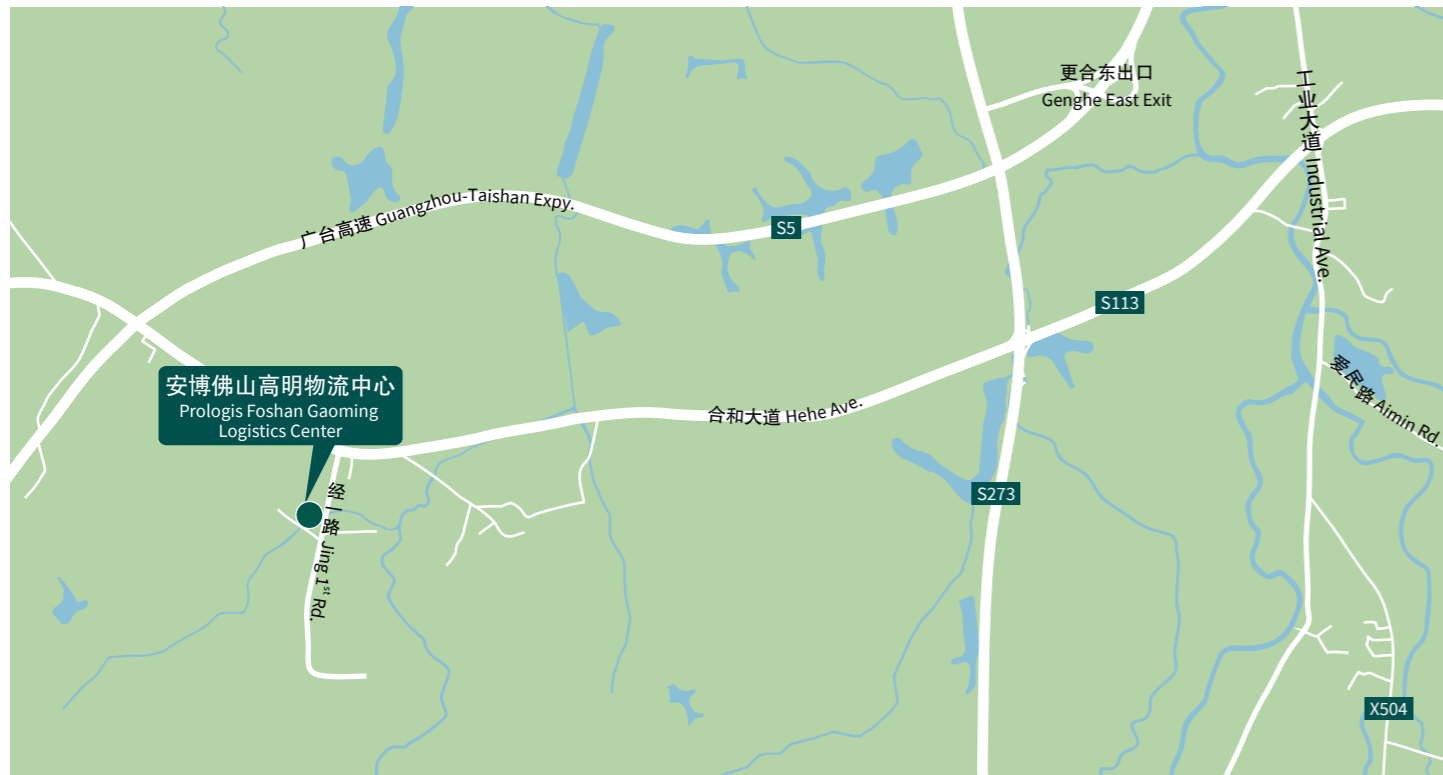 更合东出口
Genghe East Exit
工业大道 Industrial Ave.
广台高速 Guangzhou-Taishan Expy.
S5
S113
爱民路 Aimin Rd.
安博佛山高明物流中心
Prologis Foshan Gaoming
Logistics Center
合和大道 Hehe Ave.
S273
经一路 Jing 1st Rd.
X504